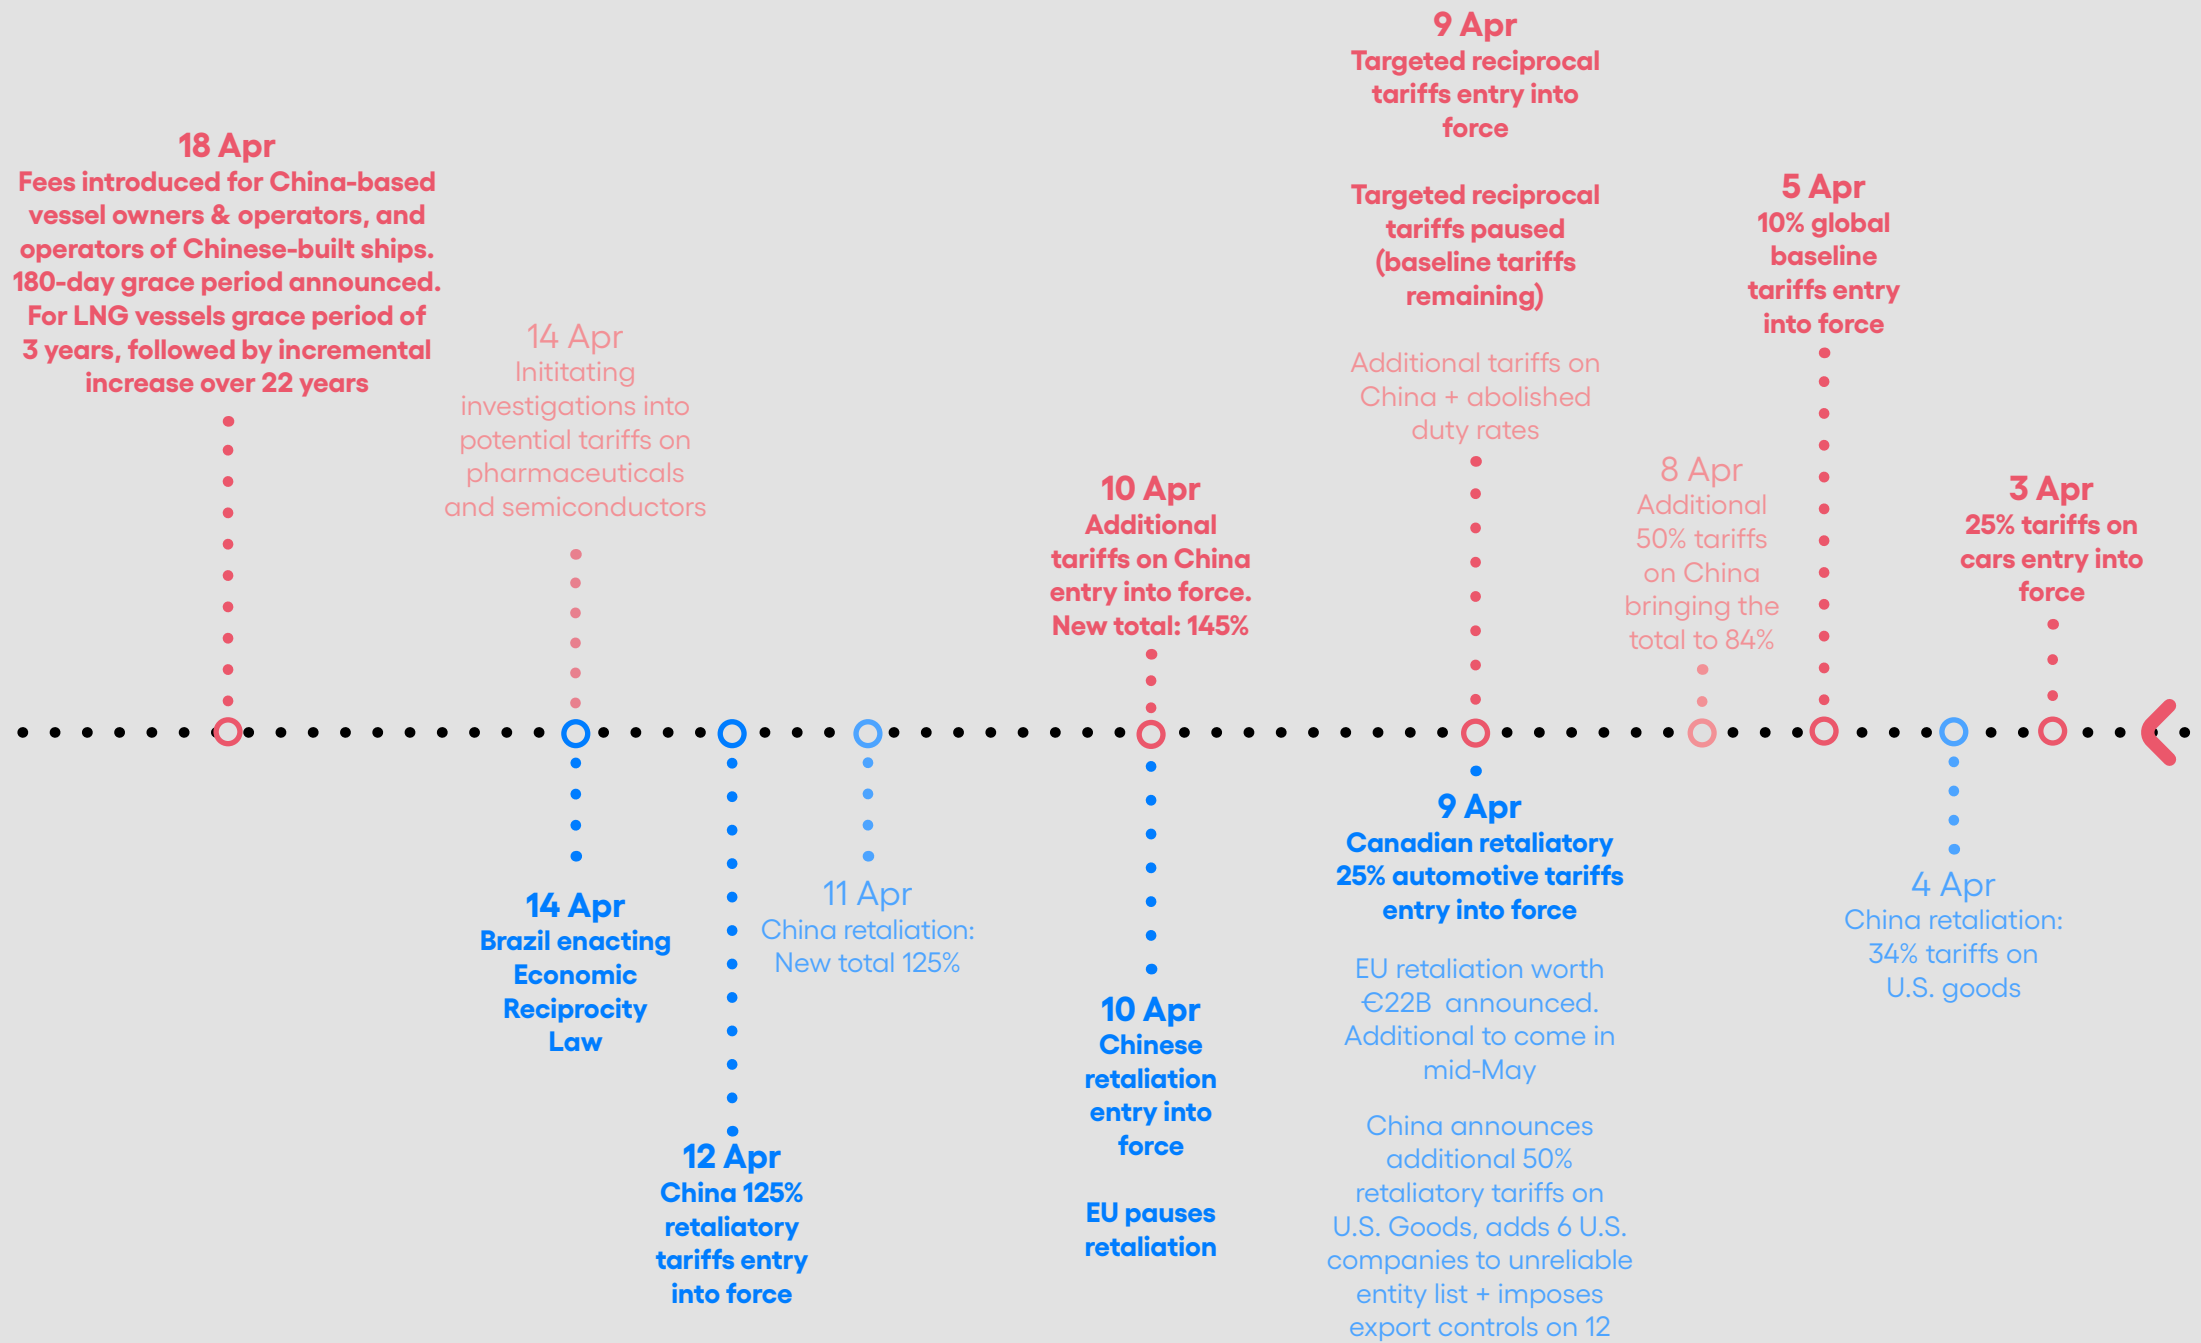 18 Apr
Fees introduced for China-based
vessel owners & operators, and
operators of Chinese-built ships.
180-day grace period announced.
For LNG vessels grace period of
3 years, followed by incremental
increase over 22 years
14 Apr
Inititating
investigations into
potential tariffs on
pharmaceuticals
and semiconductors
10 Apr
Additional
tariffs on China
entry into force.
New total: 145%
9 Apr
Targeted reciprocal
tariffs entry into
force
Targeted reciprocal
tariffs paused
(baseline tariffs
remaining)
Additional tariffs on
China + abolished
duty rates
8 Apr
Additional
50% tariffs
on China
bringing the
total to 84%
5 Apr
10% global
baseline
tariffs entry
into force
3 Apr
25% tariffs on
cars entry into
force
14 Apr
Brazil enacting
Economic
Reciprocity
Law
12 Apr
China 125%
retaliatory
tariffs entry
into force
11 Apr
China retaliation:
New total 125%
10 Apr
Chinese
retaliation
entry into
force
EU pauses
retaliation
9 Apr
Canadian retaliatory
25% automotive tariffs
entry into force
EU retaliation worth
€22B announced.
Additional to come in
mid-May
China announces
additional 50%
retaliatory tariffs on
U.S. Goods, adds 6 U.S.
companies to unreliable
entity list + imposes
export controls on 12
4 Apr
China retaliation:
34% tariffs on
U.S. goods